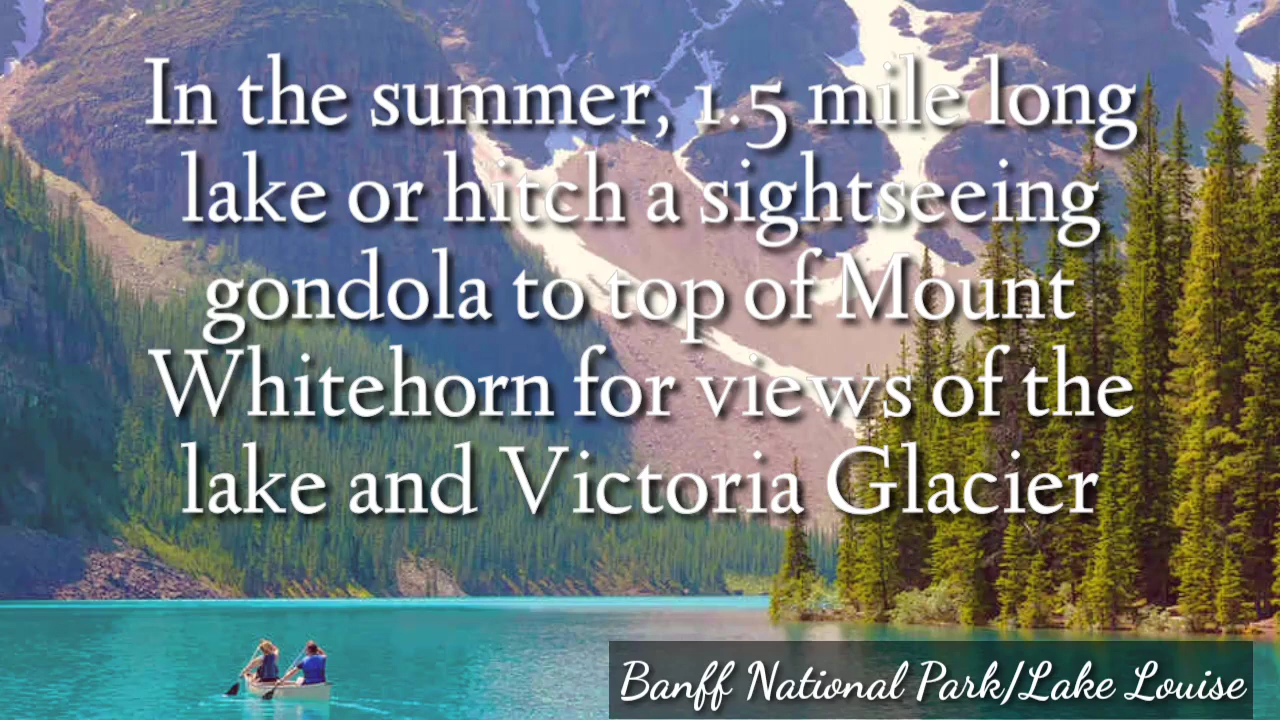 In the summer, 1.5 mile long
lake or hitch a sightseeing
gondola to top of Mount
Whitehorn for views of the
lake and Victoria Glacier
Banff National Park/Lake Louise